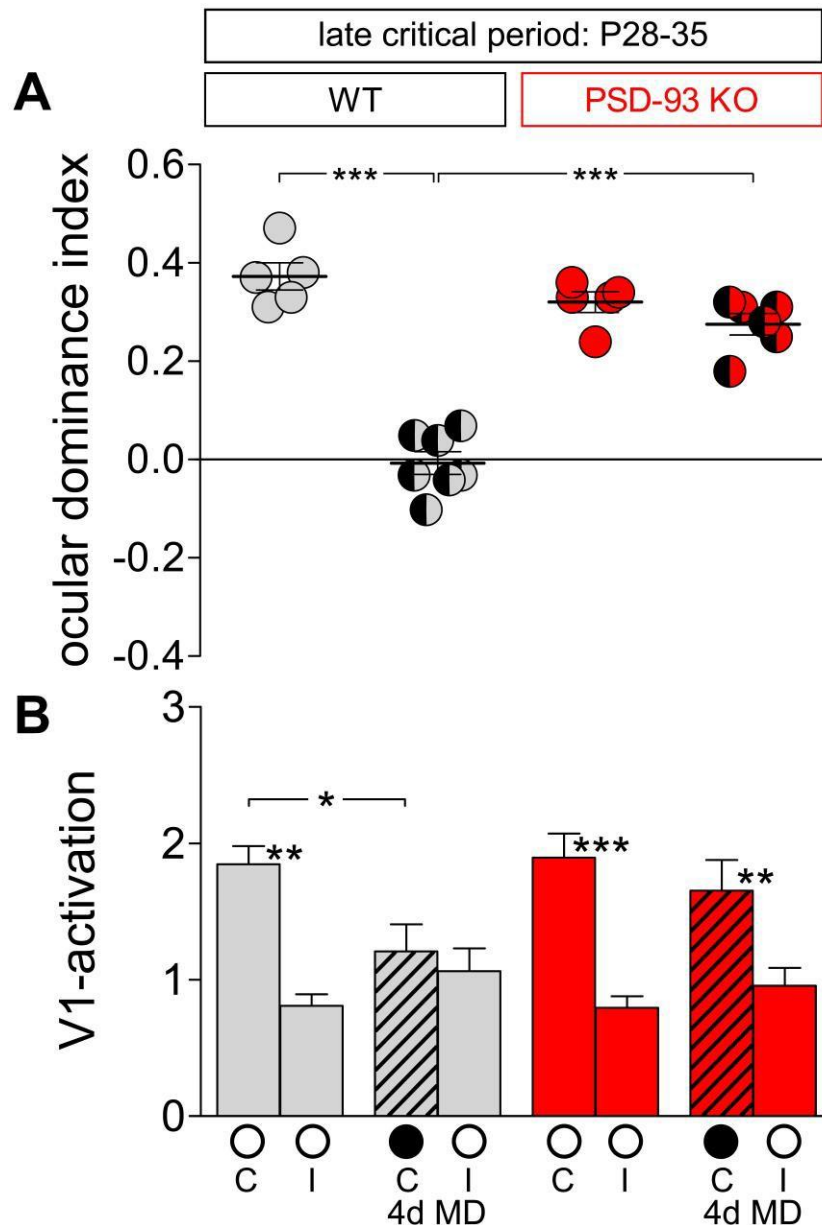 late critical period: P28-35
A
WT
PSD-93 KO
ocular dominance index
0.6
0.4
0.2
0.0
-0.2
-0.4
***
***
B
V1-activation
3
2
1
0
*
**
***
**
C I C I C I C I
4d MD 4d MD